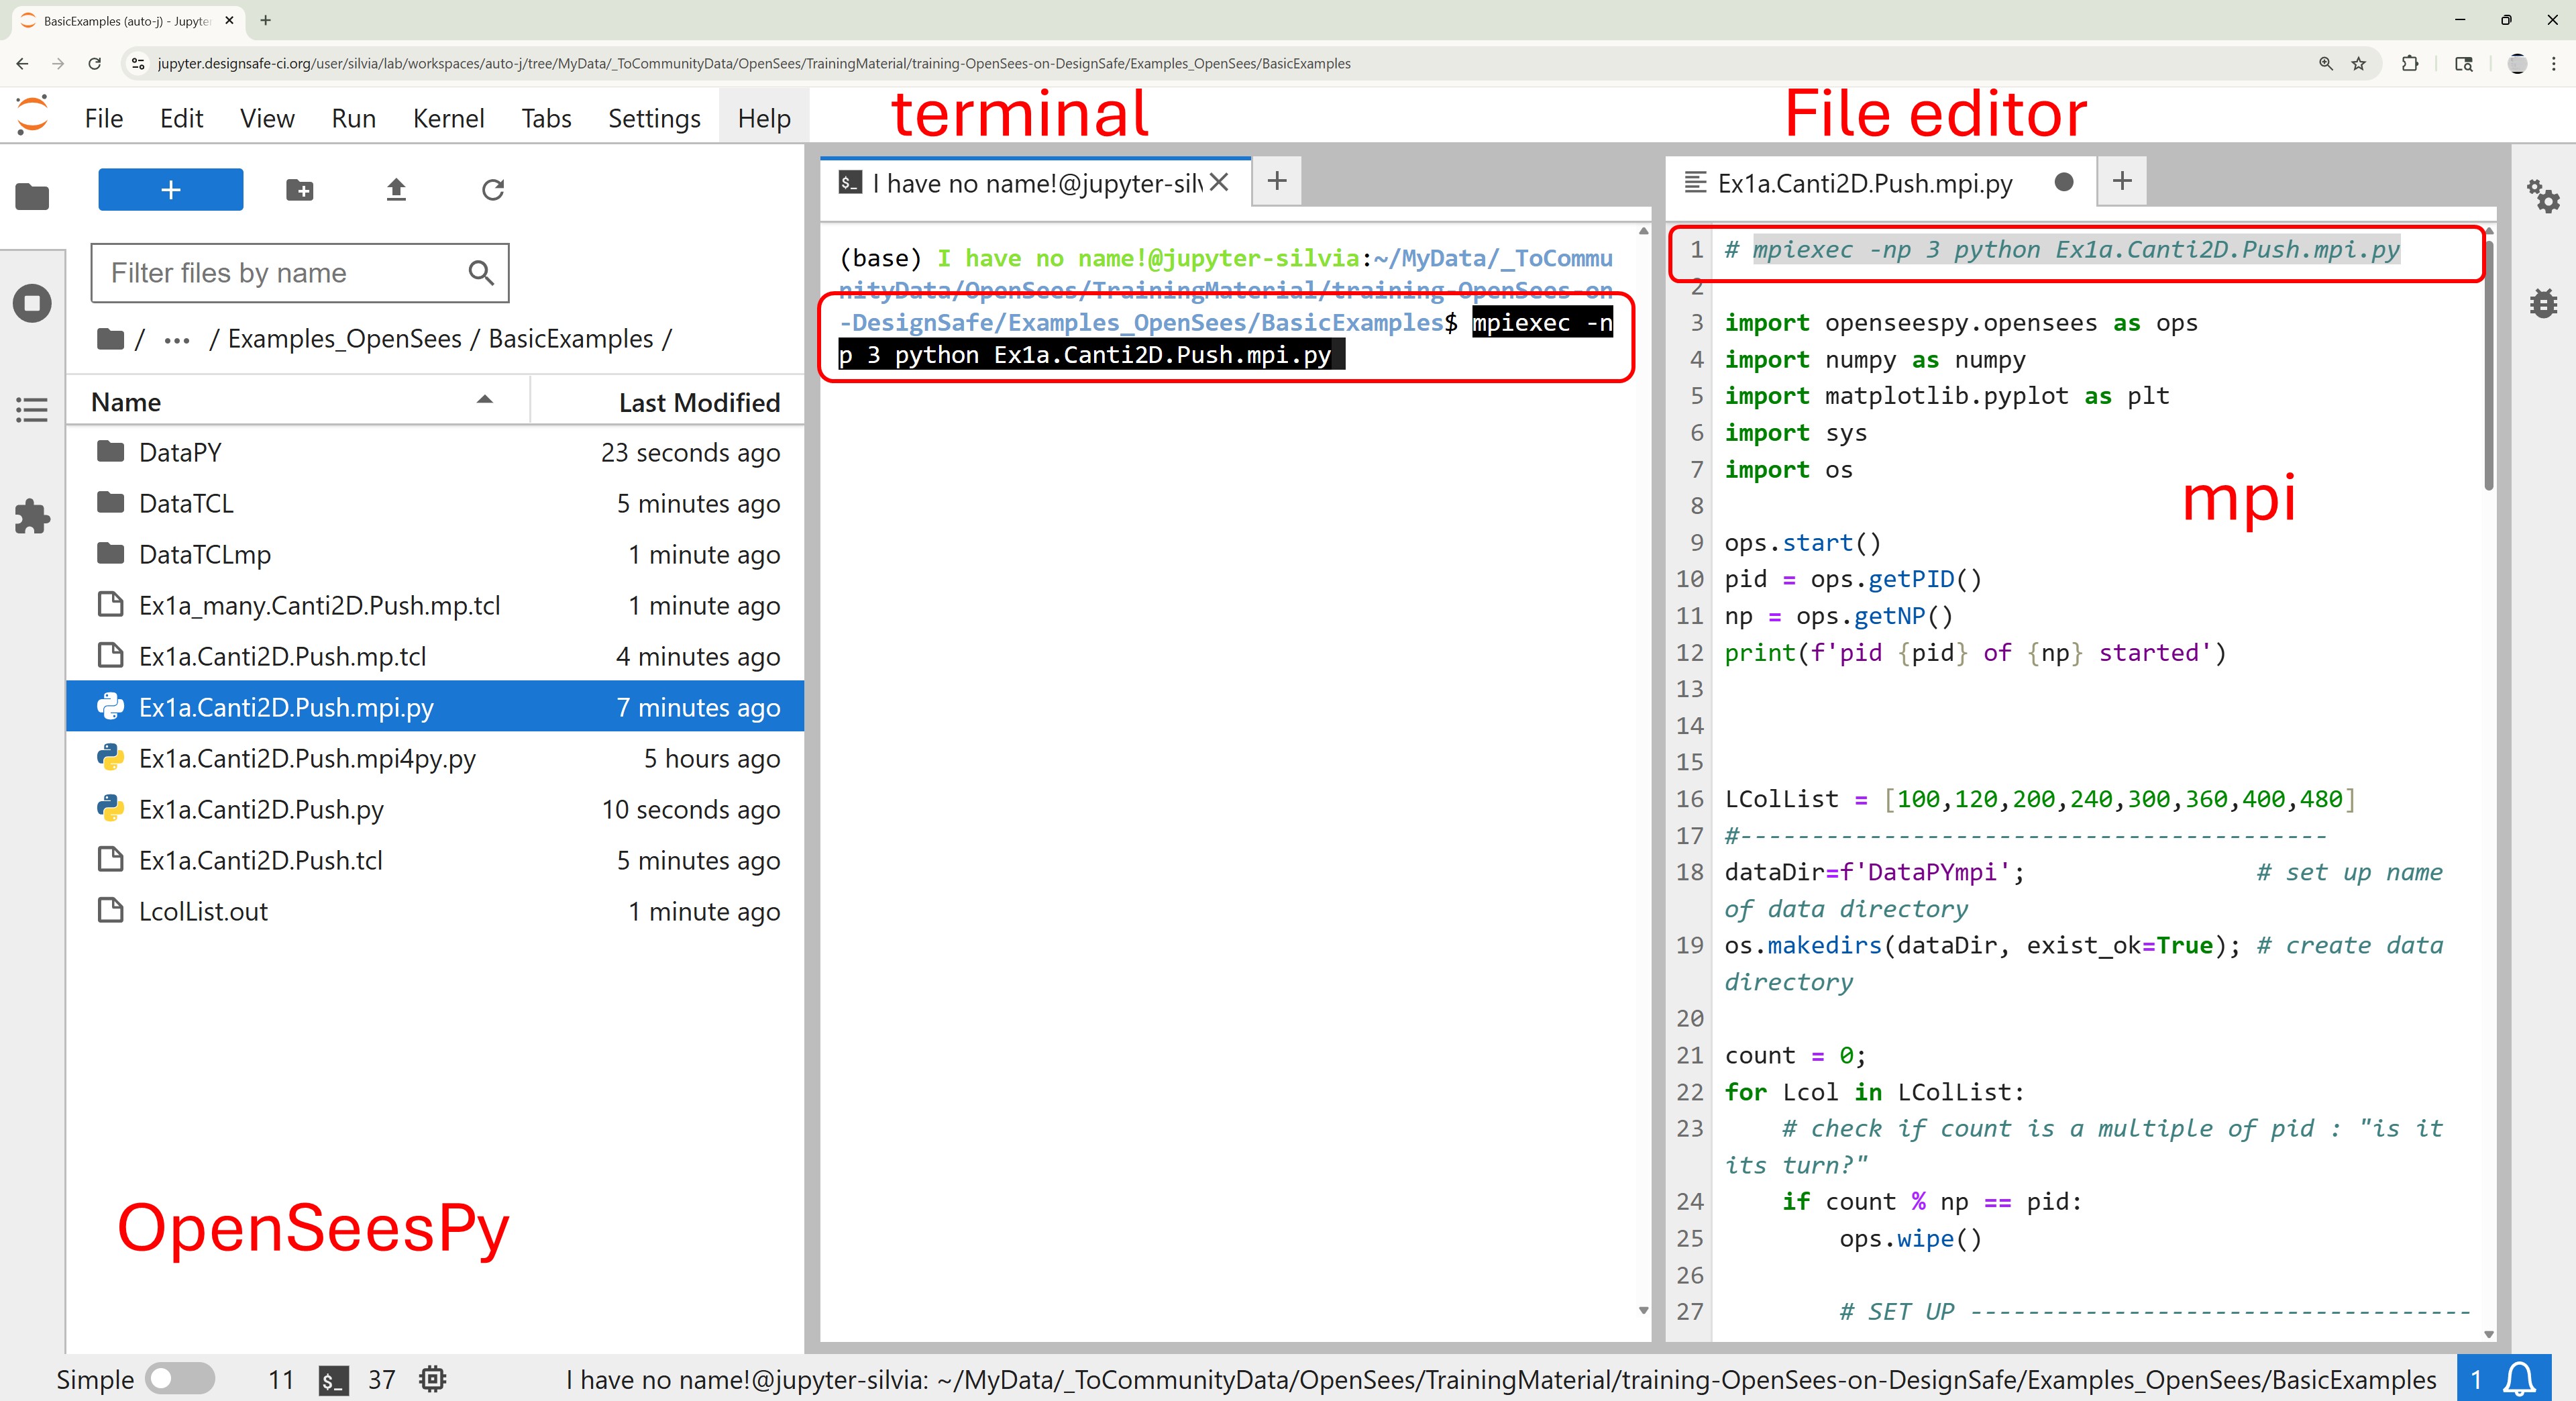 BasicExamples (auto-j) - Jupyter
jupyter.designsafe-ci.org/user/silvia/lab/workspaces/auto-j/tree/MyData/_ToCommunityData/OpenSees/TrainingMaterial/training-OpenSees-on-DesignSafe/Examples_OpenSees/BasicExamples
File Edit View Run Kernel Tabs Settings Help
terminal
File editor
Filter files by name
/ ... / Examples_OpenSees / BasicExamples /
Name Last Modified
DataPY 23 seconds ago
DataTCL 5 minutes ago
DataTCLmp 1 minute ago
Ex1a_many.Canti2D.Push.mp.tcl 1 minute ago
Ex1a.Canti2D.Push.mp.tcl 4 minutes ago
Ex1a.Canti2D.Push.mpi.py 7 minutes ago
Ex1a.Canti2D.Push.mpi4py.py 5 hours ago
Ex1a.Canti2D.Push.py 10 seconds ago
Ex1a.Canti2D.Push.tcl 5 minutes ago
LcolList.out 1 minute ago
OpenSeesPy
I have no name!@jupyter-silv
(base) I have no name!@jupyter-silvia:~/MyData/_ToCommu
nityData/OpenSees/TrainingMaterial/training-OpenSees-on
-DesignSafe/Examples_OpenSees/BasicExamples$ mpiexec -n
p 3 python Ex1a.Canti2D.Push.mpi.py
Ex1a.Canti2D.Push.mpi.py
1 # mpiexec -np 3 python Ex1a.Canti2D.Push.mpi.py
2
3 import openseespy.opensees as ops
4 import numpy as numpy
5 import matplotlib.pyplot as plt
6 import sys
7 import os
mpi
8
9 ops.start()
10 pid = ops.getPID()
11 np = ops.getNP()
12 print(f'pid {pid} of {np} started')
13
14
15
16 LColList = [100,120,200,240,300,360,400,480]
17 #-----------------------------------------
18 dataDir=f'DataPYmpi'; # set up name
of data directory
19 os.makedirs(dataDir, exist_ok=True); # create data
directory
20
21 count = 0;
22 for Lcol in LColList:
23 # check if count is a multiple of pid : "is it
its turn?"
24 if count % np == pid:
25 ops.wipe()
26
27 # SET UP -----------------------------------
Simple 11 $_ 37 I have no name!@jupyter-silvia: ~/MyData/_ToCommunityData/OpenSees/TrainingMaterial/training-OpenSees-on-DesignSafe/Examples_OpenSees/BasicExamples 1